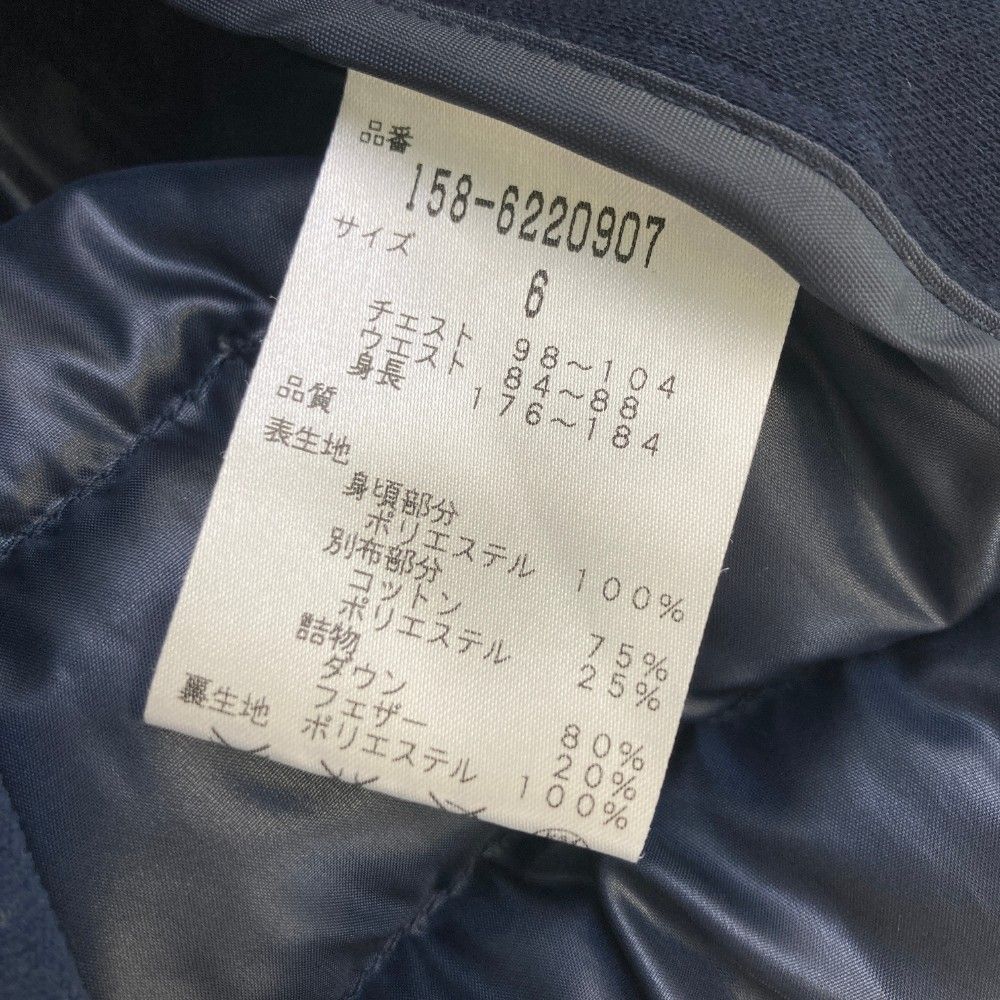 品番
158-6220907
サイズ
6
チェスト 98～104
ウエスト 84～88
身長 176～184
品質
表生地
身頃部分
ポリエステル 100%
別布部分
コットン 75%
ポリエステル 25%
詰物
ダウン 80%
フェザー 20%
裏生地 ポリエステル 100%